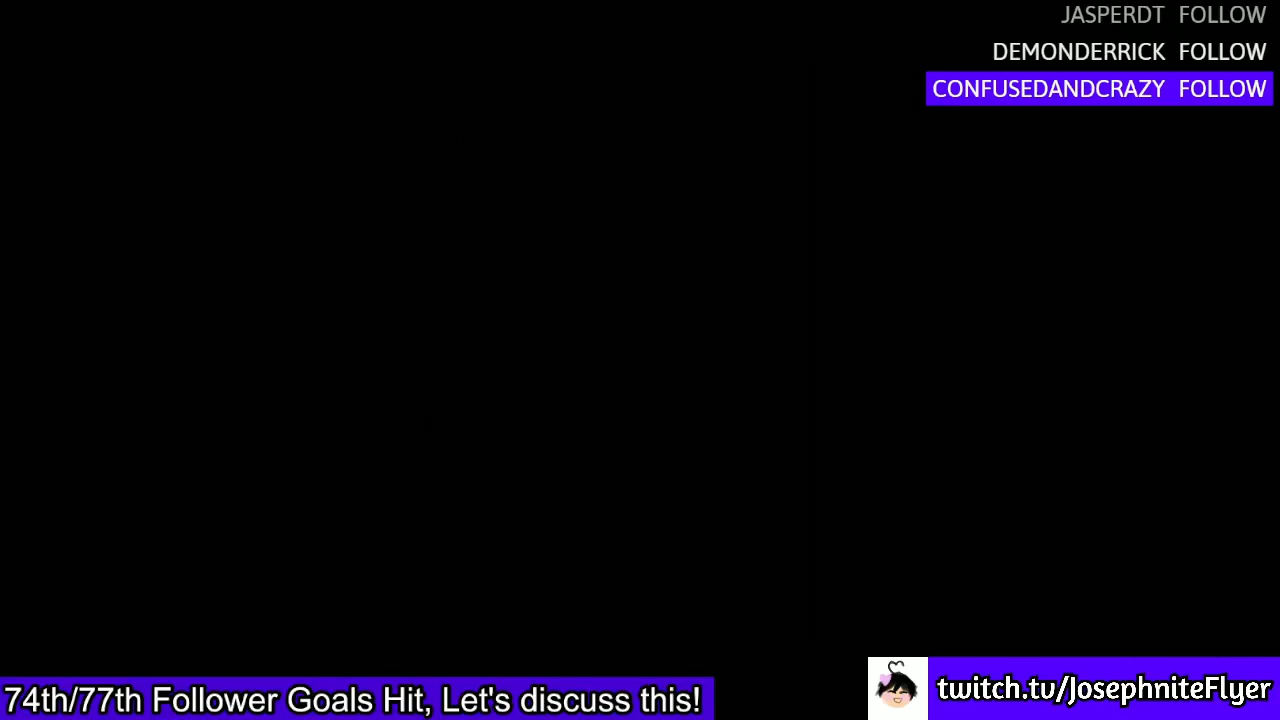 JASPERDT FOLLOW
DEMONDERRICK FOLLOW
CONFUSEDANDCRAZY FOLLOW
74th/77th Follower Goals Hit, Let's discuss this!
twitch.tv/JosephniteFlyer